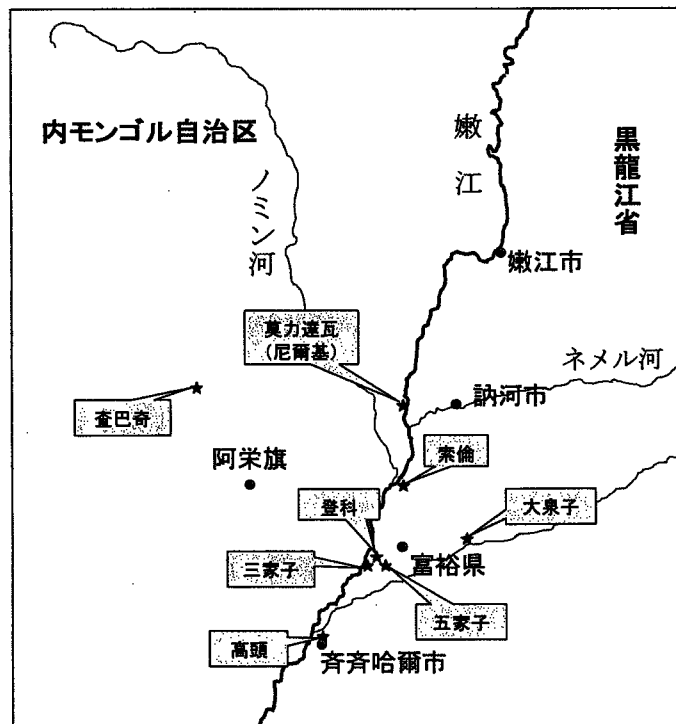 内モンゴル自治区
ノミン河
嫩江
黒龍江省
嫩江市
莫力達瓦
(尼爾基)
ネメル河
訥河市
査巴奇
阿栄旗
索倫
登科
大泉子
三家子
富裕県
五家子
高頭
斉斉哈爾市